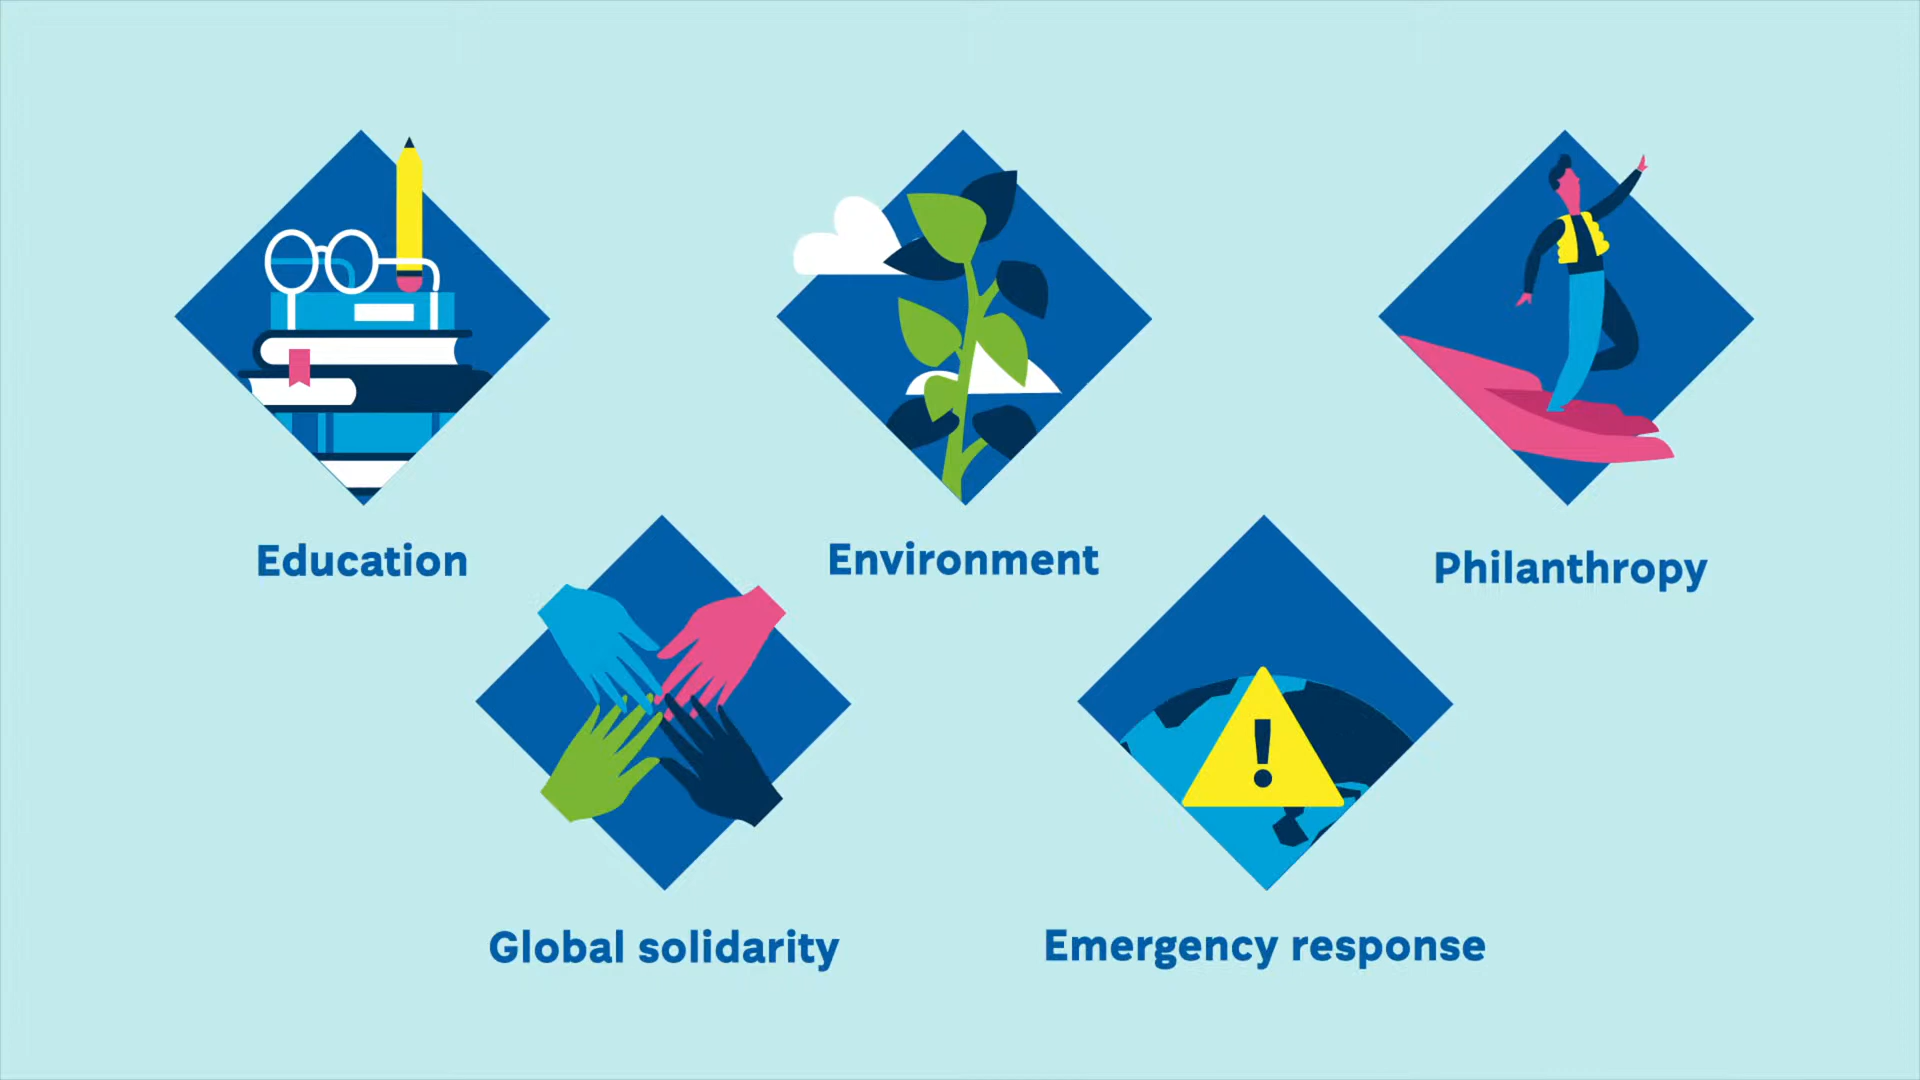 Education
Environment
Philanthropy
Global solidarity
Emergency response